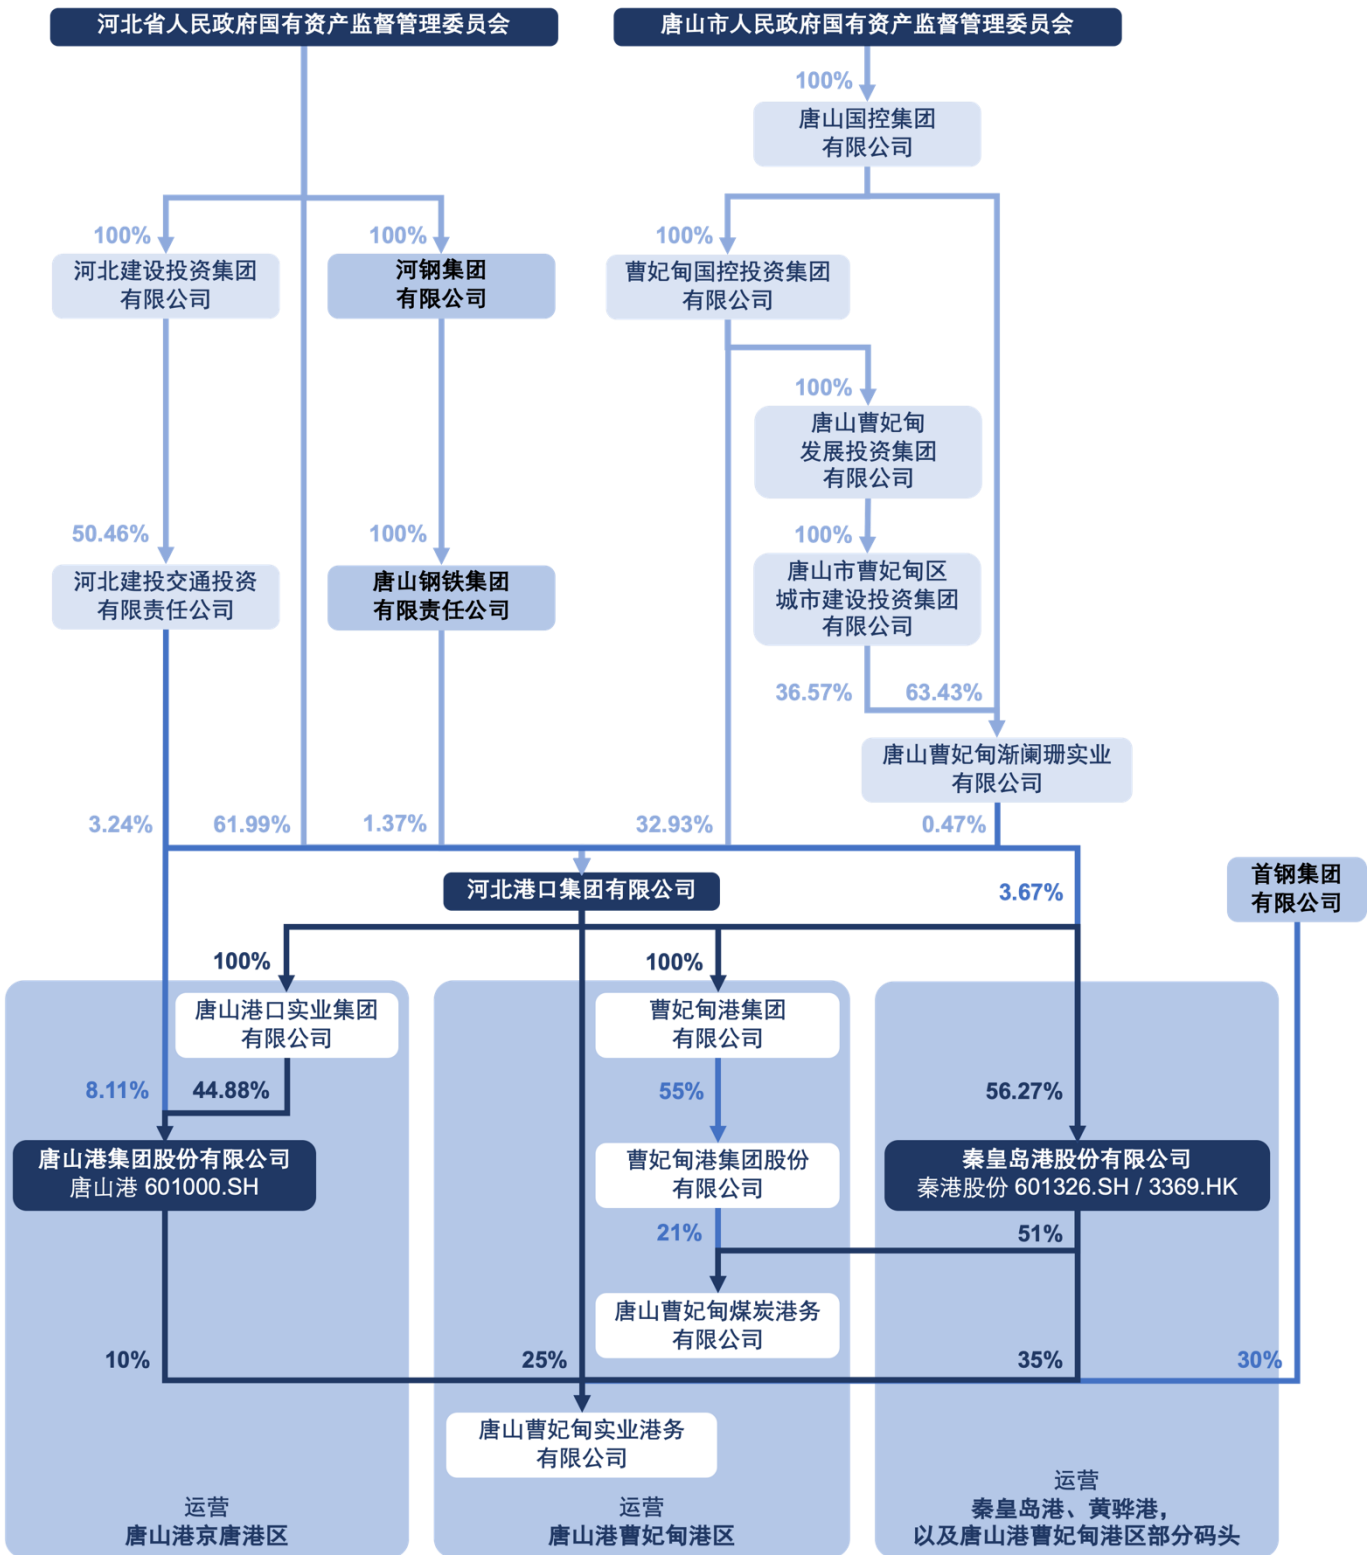 河北省人民政府国有资产监督管理委员会
唐山市人民政府国有资产监督管理委员会
100%
唐山国控集团
有限公司
100%
100%
100%
河北建设投资集团
有限公司
河钢集团
有限公司
曹妃甸国控投资集团
有限公司
100%
唐山曹妃甸
发展投资集团
有限公司
50.46%
100%
100%
河北建投交通投资
有限责任公司
唐山钢铁集团
有限责任公司
唐山市曹妃甸区
城市建设投资集团
有限公司
36.57%
63.43%
唐山曹妃甸渐阑珊实业
有限公司
3.24%
61.99%
1.37%
32.93%
0.47%
河北港口集团有限公司
3.67%
首钢集团
有限公司
100%
100%
唐山港口实业集团
有限公司
曹妃甸港集团
有限公司
8.11%
44.88%
55%
56.27%
唐山港集团股份有限公司
唐山港 601000.SH
曹妃甸港集团股份
有限公司
秦皇岛港股份有限公司
秦港股份 601326.SH / 3369.HK
21%
51%
唐山曹妃甸煤炭港务
有限公司
10%
25%
35%
30%
唐山曹妃甸实业港务
有限公司
运营
唐山港京唐港区
运营
唐山港曹妃甸港区
运营
秦皇岛港、黄骅港，
以及唐山港曹妃甸港区部分码头